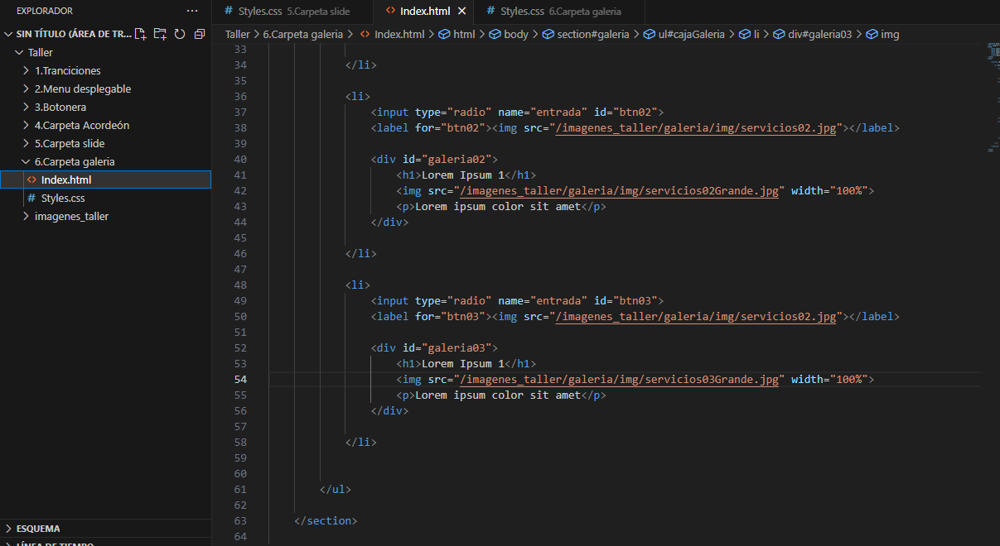 EXPLORADOR ...
SIN TÍTULO (ÁREA DE TR...
Taller
1.Tranciciones
2.Menu desplegable
3.Botonera
4.Carpeta Acordeón
5.Carpeta slide
6.Carpeta galeria
<> Index.html
# Styles.css
imagenes_taller
ESQUEMA
LÍNEA DE TIEMPO
# Styles.css 5.Carpeta slide
<> Index.html
# Styles.css 6.Carpeta galeria
Taller > 6.Carpeta galeria > <> Index.html > html > body > section#galeria > ul#cajaGaleria > li > div#galeria03 > img
33
34 </li>
35
36 <li>
37 <input type="radio" name="entrada" id="btn02">
38 <label for="btn02"><img src="/imagenes_taller/galeria/img/servicios02.jpg"></label>
39
40 <div id="galeria02">
41 <h1>Lorem Ipsum 1</h1>
42 <img src="/imagenes_taller/galeria/img/servicios02Grande.jpg" width="100%">
43 <p>Lorem ipsum color sit amet</p>
44 </div>
45
46 </li>
47
48 <li>
49 <input type="radio" name="entrada" id="btn03">
50 <label for="btn03"><img src="/imagenes_taller/galeria/img/servicios02.jpg"></label>
51
52 <div id="galeria03">
53 <h1>Lorem Ipsum 1</h1>
54 <img src="/imagenes_taller/galeria/img/servicios03Grande.jpg" width="100%">
55 <p>Lorem ipsum color sit amet</p>
56 </div>
57
58 </li>
59
60
61 </ul>
62
63 </section>
64